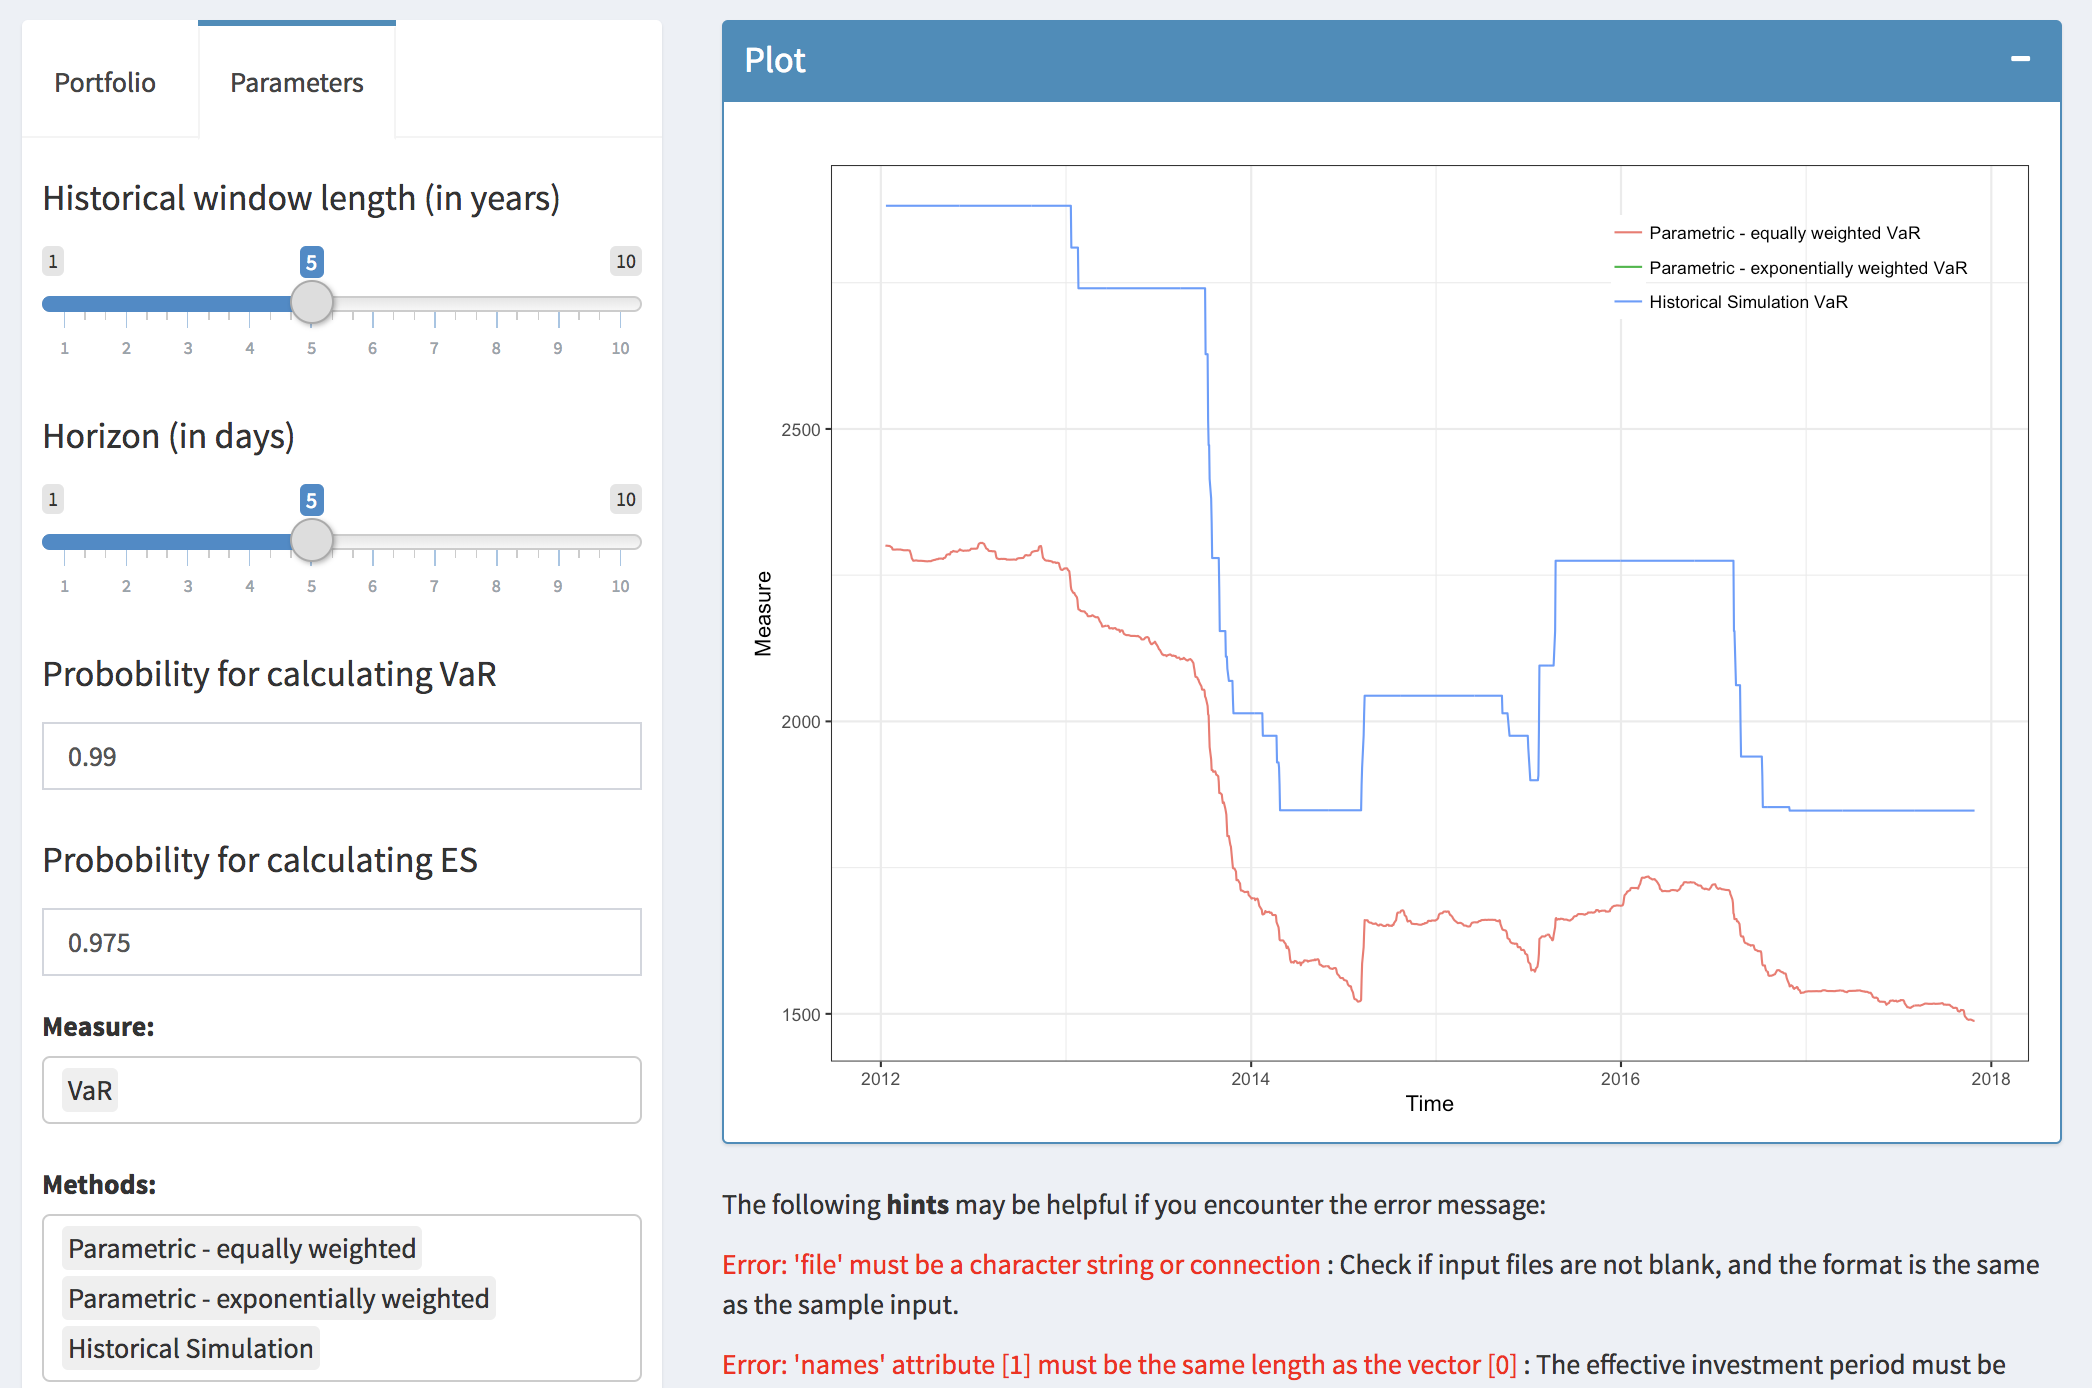 Portfolio
Parameters
Historical window length (in years)
1
5
10
1 2 3 4 5 6 7 8 9 10
Horizon (in days)
1
5
10
1 2 3 4 5 6 7 8 9 10
Probobility for calculating VaR
0.99
Probobility for calculating ES
0.975
Measure:
VaR
Methods:
Parametric - equally weighted
Parametric - exponentially weighted
Historical Simulation
Plot
Parametric - equally weighted VaR
Parametric - exponentially weighted VaR
Historical Simulation VaR
2500
2000
1500
Measure
2012 2014 2016 2018
Time
The following hints may be helpful if you encounter the error message:
Error: 'file' must be a character string or connection : Check if input files are not blank, and the format is the same
as the sample input.
Error: 'names' attribute [1] must be the same length as the vector [0] : The effective investment period must be